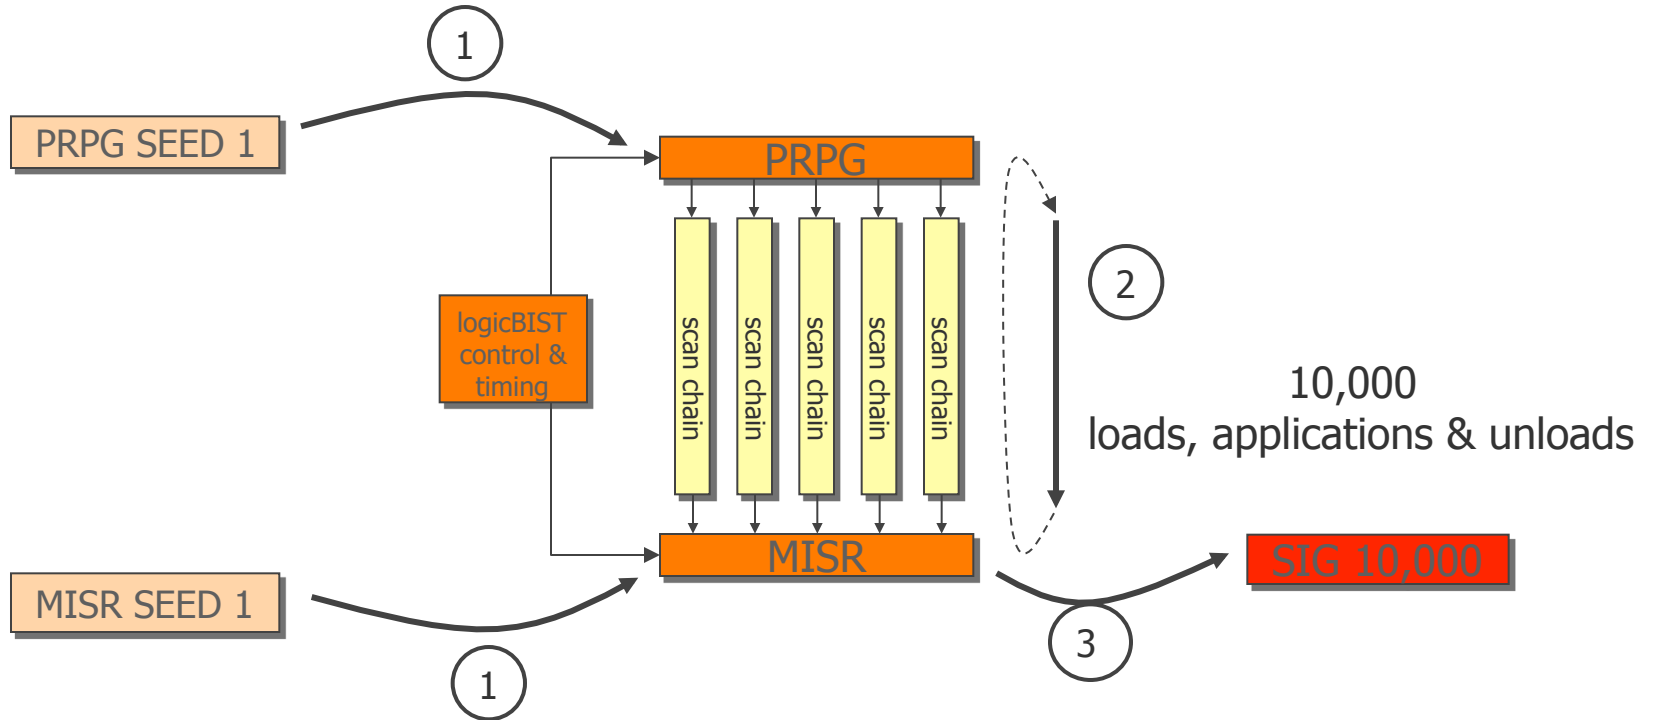 1
PRPG SEED 1
PRPG
scan chain
scan chain
scan chain
scan chain
scan chain
2
logicBIST
control &
timing
10,000
loads, applications & unloads
MISR
SIG 10,000
MISR SEED 1
3
1